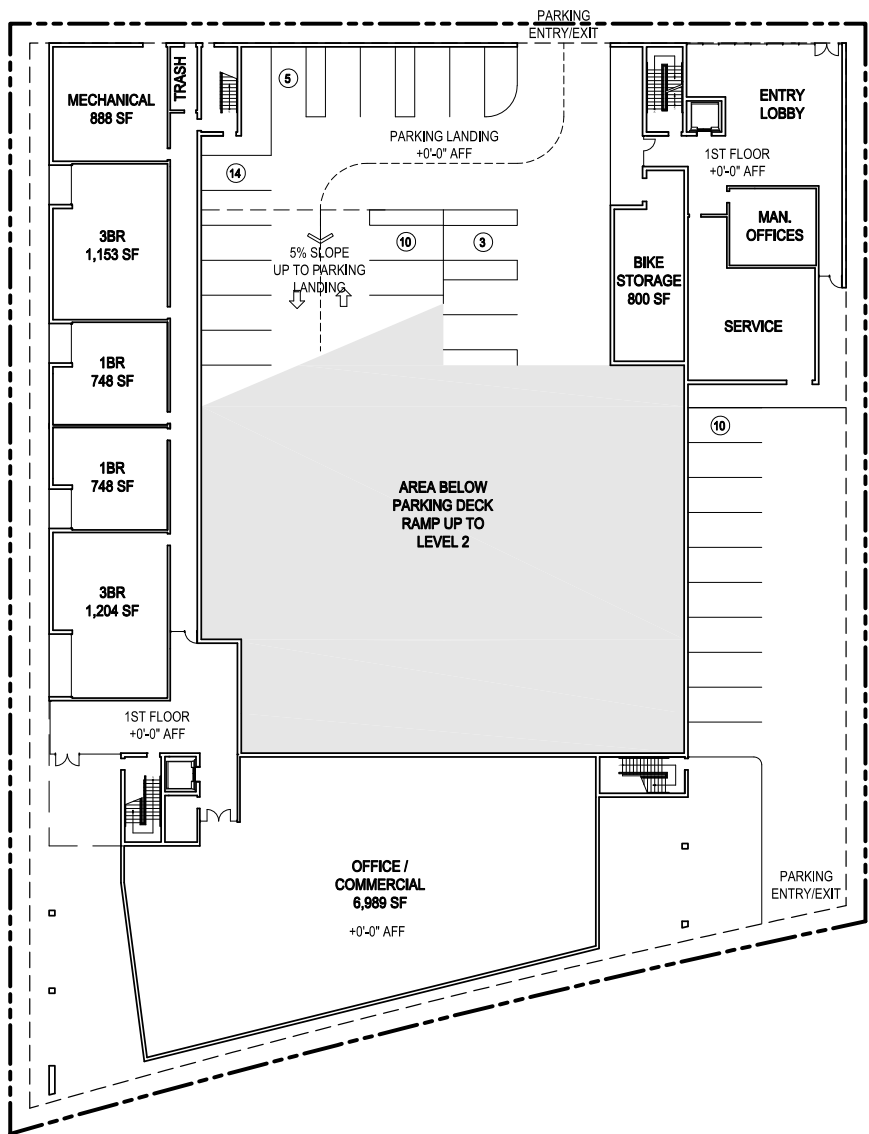 PARKING
ENTRY/EXIT
MECHANICAL
888 SF
TRASH
5
ENTRY
LOBBY
PARKING LANDING
+0'-0" AFF
1ST FLOOR
+0'-0" AFF
14
3BR
1,153 SF
10
3
MAN.
OFFICES
5% SLOPE
UP TO PARKING
LANDING
BIKE
STORAGE
800 SF
SERVICE
1BR
748 SF
10
1BR
748 SF
AREA BELOW
PARKING DECK
RAMP UP TO
LEVEL 2
3BR
1,204 SF
1ST FLOOR
+0'-0" AFF
OFFICE /
COMMERCIAL
6,989 SF
+0'-0" AFF
PARKING
ENTRY/EXIT